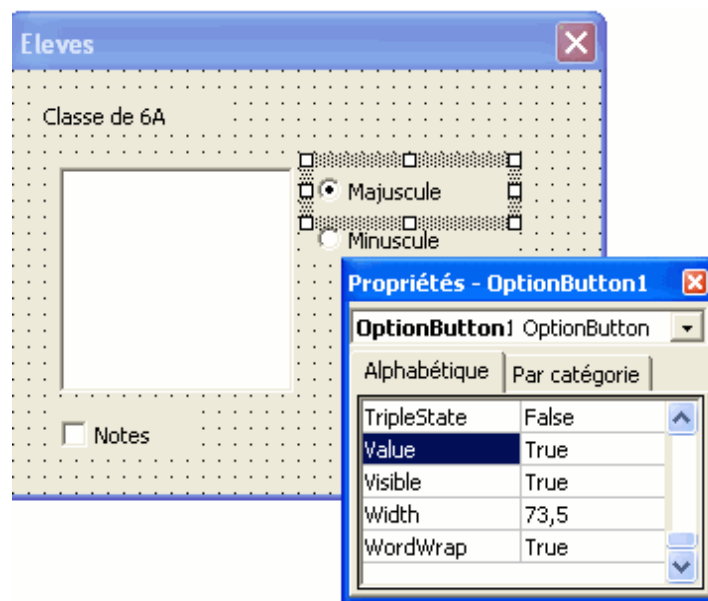 Eleves
Classe de 6A
Majuscule
Minuscule
Notes
Propriétés - OptionButton1
OptionButton1 OptionButton
Alphabétique Par catégorie
TripleState False
Value True
Visible True
Width 73,5
WordWrap True